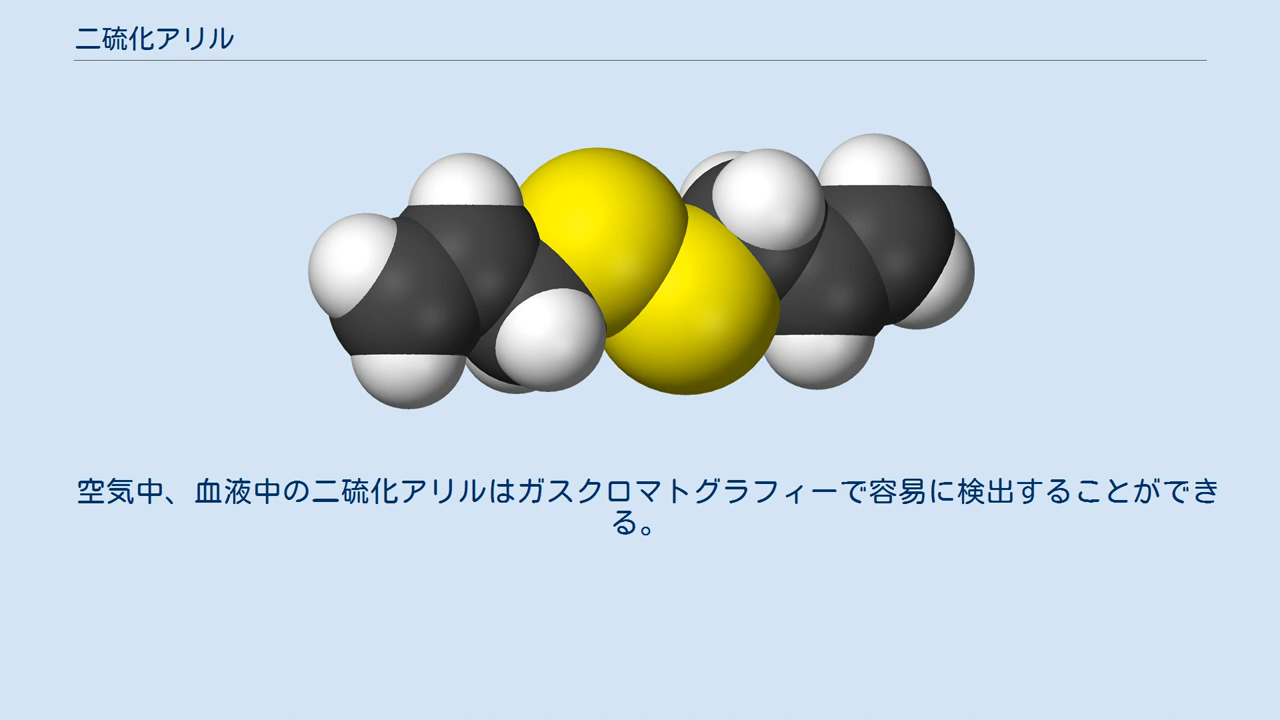 二硫化アリル
空気中、血液中の二硫化アリルはガスクロマトグラフィーで容易に検出することができ
る。